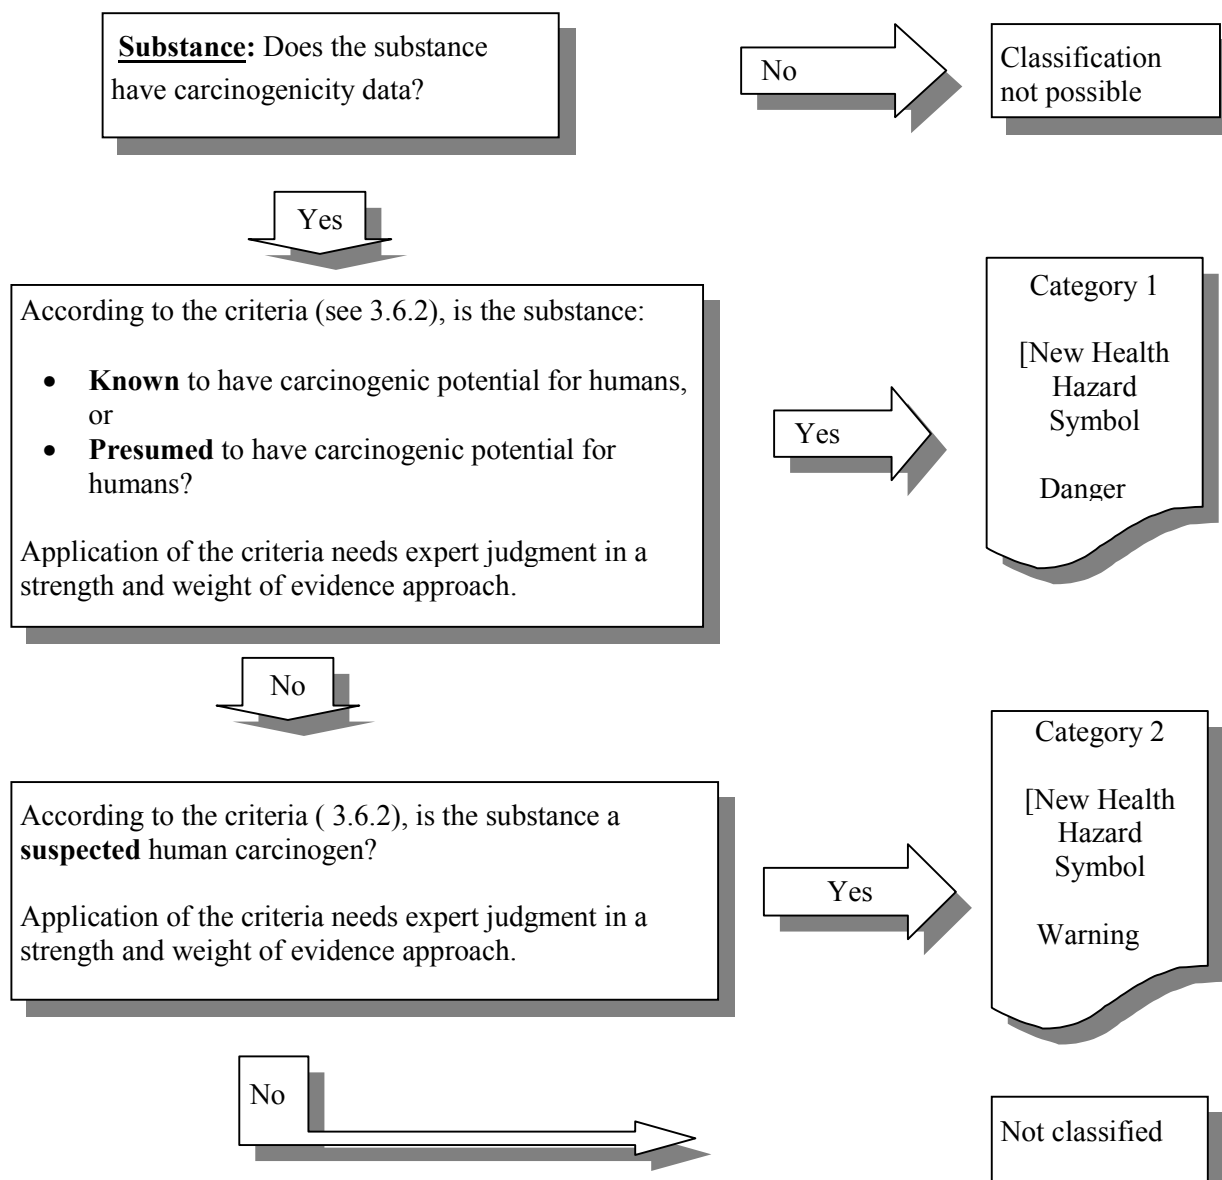 Substance: Does the substance
have carcinogenicity data?
No
Classification
not possible
Yes
According to the criteria (see 3.6.2), is the substance:
• Known to have carcinogenic potential for humans,
or
• Presumed to have carcinogenic potential for
humans?
Application of the criteria needs expert judgment in a
strength and weight of evidence approach.
Yes
Category 1
[New Health
Hazard
Symbol
Danger
No
According to the criteria ( 3.6.2), is the substance a
suspected human carcinogen?
Application of the criteria needs expert judgment in a
strength and weight of evidence approach.
Yes
Category 2
[New Health
Hazard
Symbol
Warning
No
Not classified